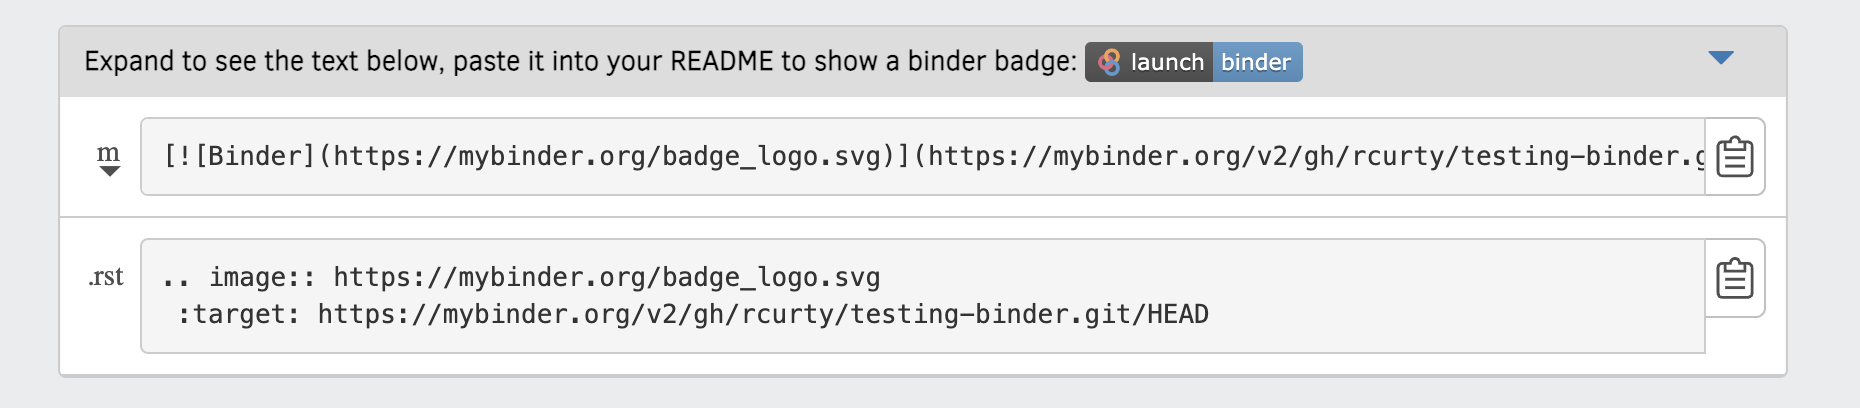 Expand to see the text below, paste it into your README to show a binder badge: launch binder
m
[![Binder](https://mybinder.org/badge_logo.svg)](https://mybinder.org/v2/gh/rcurty/testing-binder.g
.rst
.. image:: https://mybinder.org/badge_logo.svg
:target: https://mybinder.org/v2/gh/rcurty/testing-binder.git/HEAD